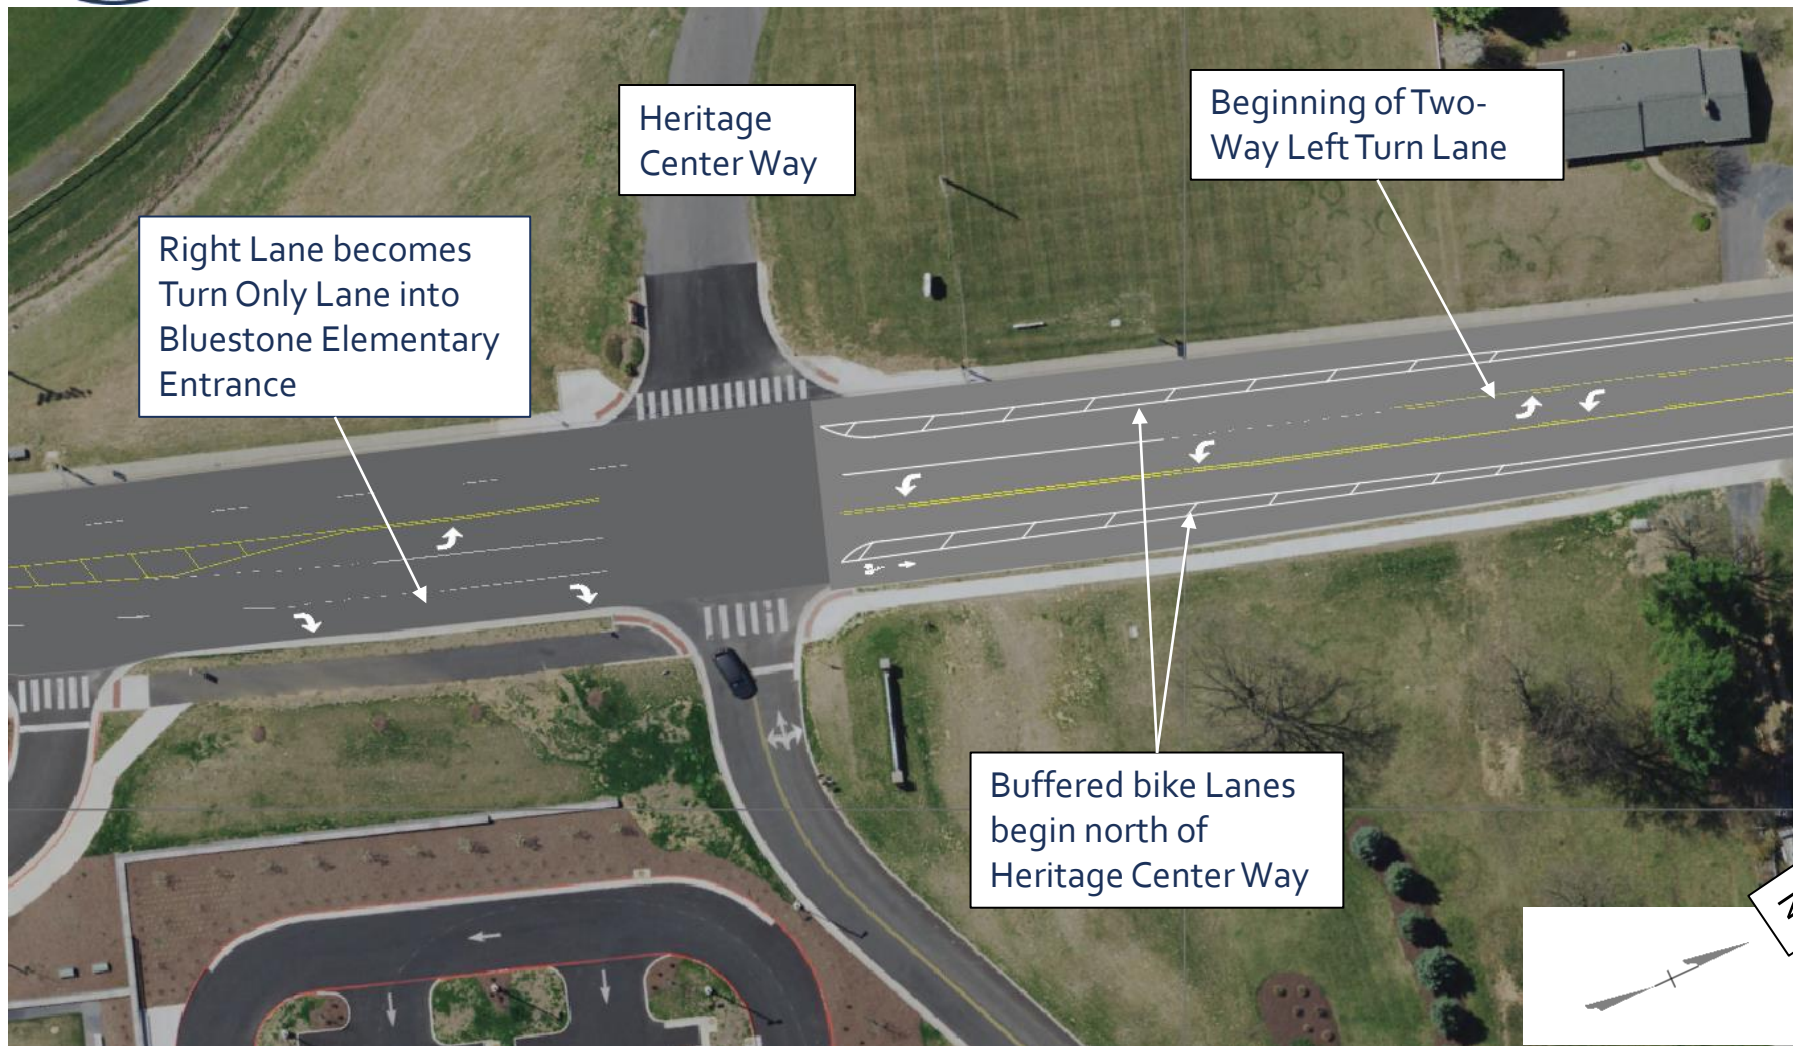 Heritage
Center Way
Beginning of Two-
Way Left Turn Lane
Right Lane becomes
Turn Only Lane into
Bluestone Elementary
Entrance
Buffered bike Lanes
begin north of
Heritage Center Way
N